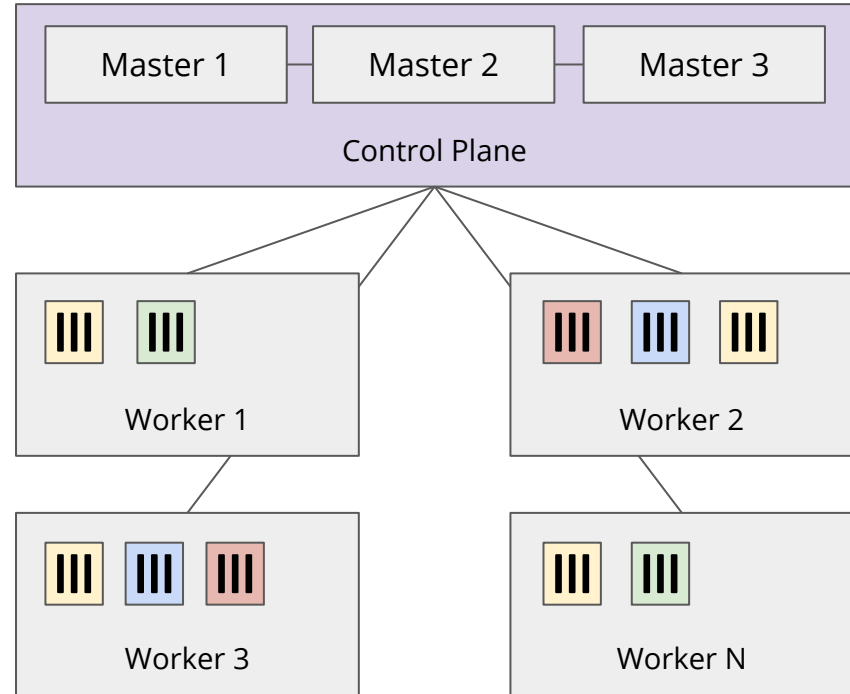 Master 1
Master 2
Master 3
Control Plane
Worker 1
Worker 2
Worker 3
Worker N